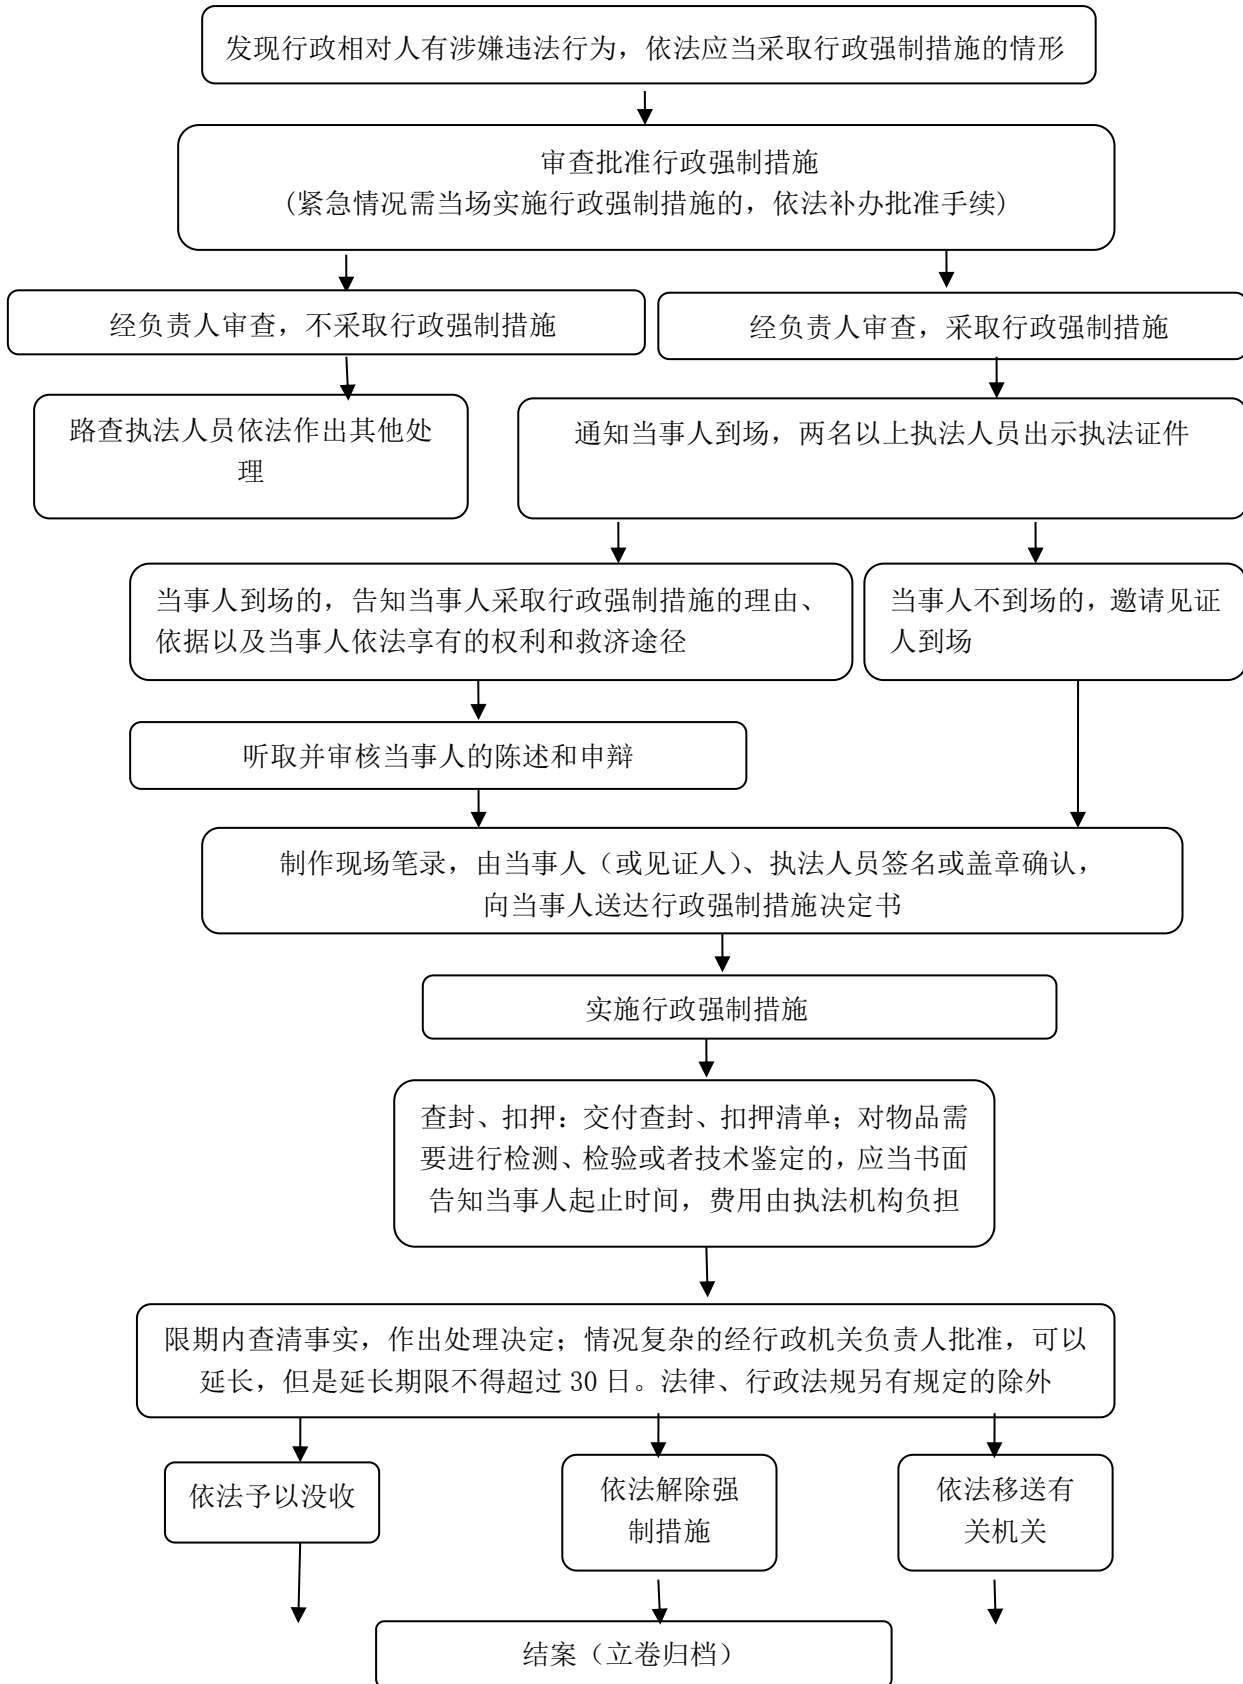 发现行政相对人有涉嫌违法行为，依法应当采取行政强制措施的情形
审查批准行政强制措施
(紧急情况需当场实施行政强制措施的，依法补办批准手续)
经负责人审查，不采取行政强制措施
经负责人审查，采取行政强制措施
路查执法人员依法作出其他处
理
通知当事人到场，两名以上执法人员出示执法证件
当事人到场的，告知当事人采取行政强制措施的理由、
依据以及当事人依法享有的权利和救济途径
当事人不到场的，邀请见证
人到场
听取并审核当事人的陈述和申辩
制作现场笔录，由当事人（或见证人）、执法人员签名或盖章确认，
向当事人送达行政强制措施决定书
实施行政强制措施
查封、扣押：交付查封、扣押清单；对物品需
要进行检测、检验或者技术鉴定的，应当书面
告知当事人起止时间，费用由执法机构负担
限期内查清事实，作出处理决定；情况复杂的经行政机关负责人批准，可以
延长，但是延长期限不得超过 30 日。法律、行政法规另有规定的除外
依法予以没收
依法解除强
制措施
依法移送有
关机关
结案（立卷归档）